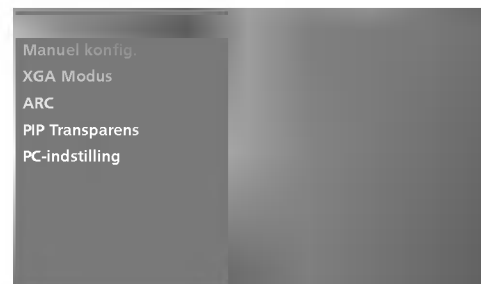 Manuel konfig.
XGA Modus
ARC
PIP Transparens
PC-indstilling